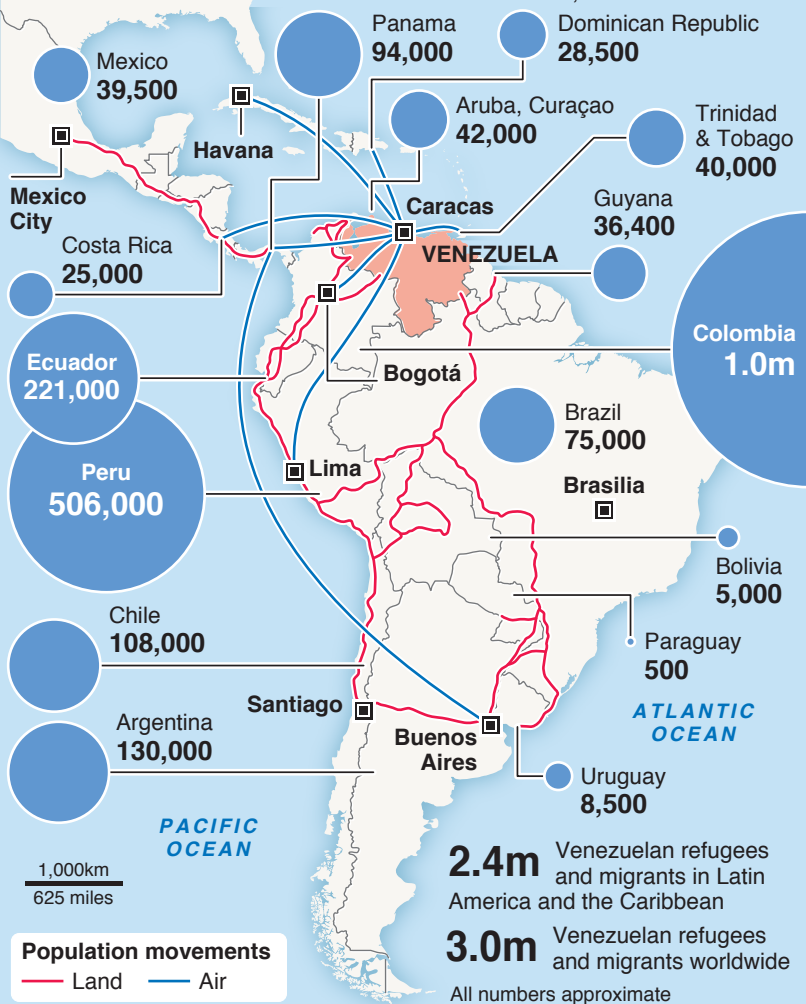 Panama
94,000
Dominican Republic
28,500
Mexico
39,500
Aruba, Curaçao
42,000
Trinidad
& Tobago
40,000
Havana
Mexico
City
Caracas
Guyana
36,400
Costa Rica
25,000
VENEZUELA
Colombia
1.0m
Ecuador
221,000
Bogotá
Brazil
75,000
Peru
506,000
Lima
Brasilia
Bolivia
5,000
Chile
108,000
Paraguay
500
Santiago
ATLANTIC
OCEAN
Argentina
130,000
Buenos
Aires
Uruguay
8,500
PACIFIC
OCEAN
1,000km
625 miles
2.4m Venezuelan refugees
and migrants in Latin
America and the Caribbean
3.0m Venezuelan refugees
and migrants worldwide
All numbers approximate
Population movements
Land Air